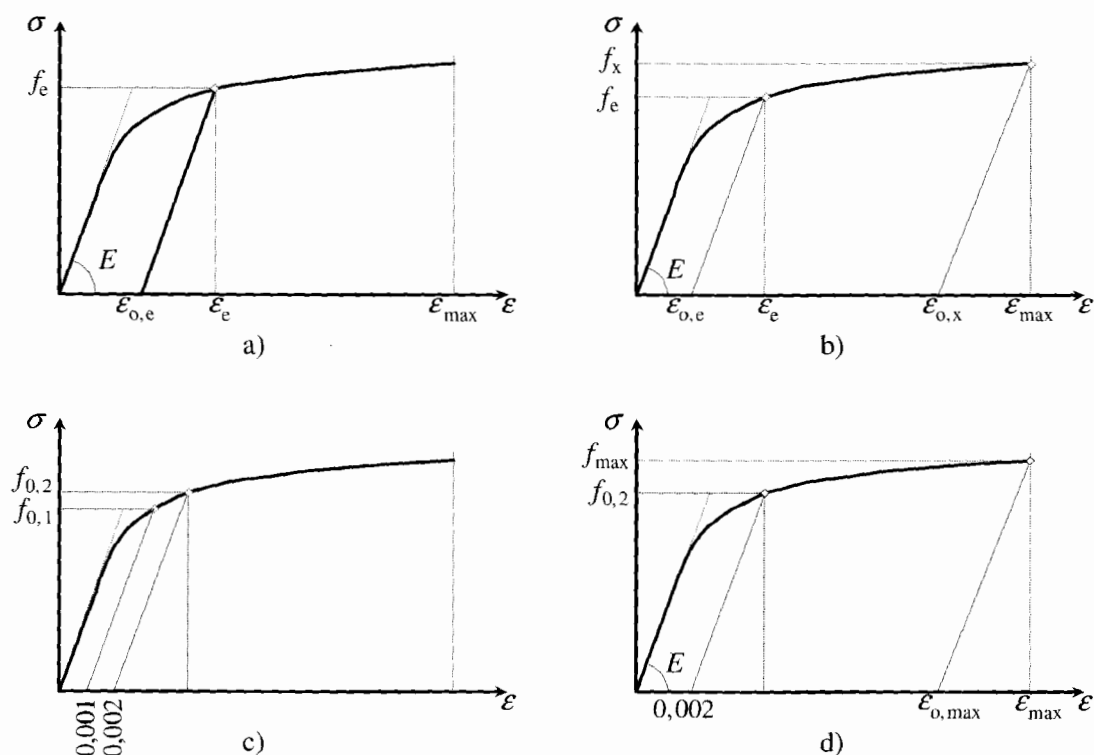 σ
f_e
E
ε_o,e ε_e ε_max ε
a)
σ
f_x
f_e
E
ε_o,e ε_e ε_o,x ε_max ε
b)
σ
f_0,2
f_0,1
0,001 0,002 ε
c)
σ
f_max
f_0,2
E
0,002 ε_o,max ε_max ε
d)